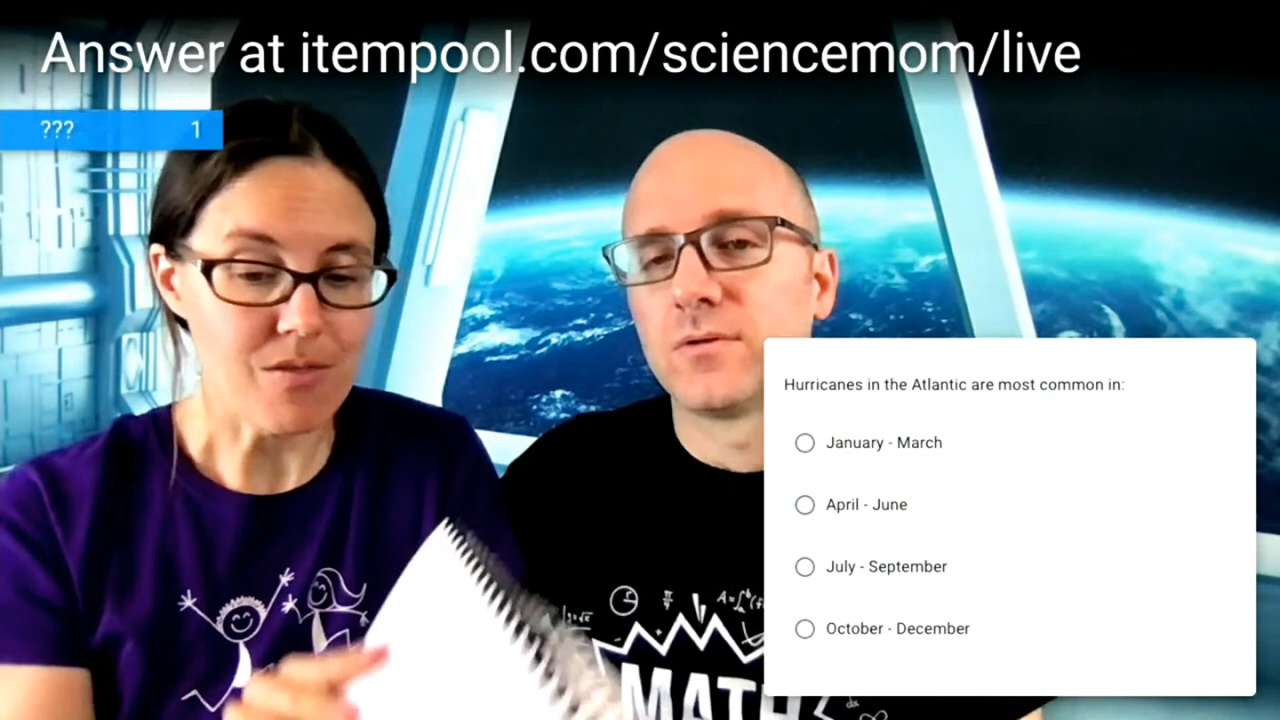 Answer at itempool.com/sciencemom/live
??? 1
Hurricanes in the Atlantic are most common in:
January - March
April - June
July - September
October - December
MATH